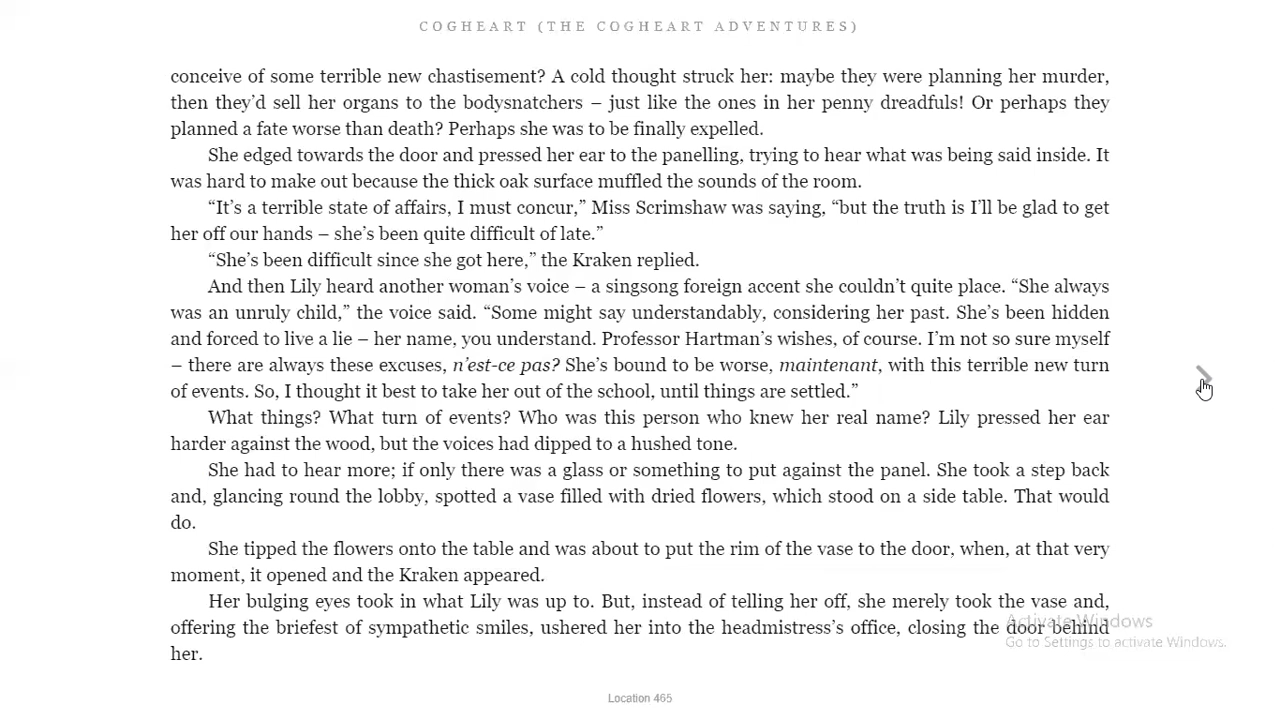 COGHEART (THE COGHEART ADVENTURES)
conceive of some terrible new chastisement? A cold thought struck her: maybe they were planning her murder,
then they’d sell her organs to the bodysnatchers – just like the ones in her penny dreadfuls! Or perhaps they
planned a fate worse than death? Perhaps she was to be finally expelled.
She edged towards the door and pressed her ear to the panelling, trying to hear what was being said inside. It
was hard to make out because the thick oak surface muffled the sounds of the room.
“It’s a terrible state of affairs, I must concur,” Miss Scrimshaw was saying, “but the truth is I’ll be glad to get
her off our hands – she’s been quite difficult of late.”
“She’s been difficult since she got here,” the Kraken replied.
And then Lily heard another woman’s voice – a singsong foreign accent she couldn’t quite place. “She always
was an unruly child,” the voice said. “Some might say understandably, considering her past. She’s been hidden
and forced to live a lie – her name, you understand. Professor Hartman’s wishes, of course. I’m not so sure myself
– there are always these excuses, n’est-ce pas? She’s bound to be worse, maintenant, with this terrible new turn
of events. So, I thought it best to take her out of the school, until things are settled.”
What things? What turn of events? Who was this person who knew her real name? Lily pressed her ear
harder against the wood, but the voices had dipped to a hushed tone.
She had to hear more; if only there was a glass or something to put against the panel. She took a step back
and, glancing round the lobby, spotted a vase filled with dried flowers, which stood on a side table. That would
do.
She tipped the flowers onto the table and was about to put the rim of the vase to the door, when, at that very
moment, it opened and the Kraken appeared.
Her bulging eyes took in what Lily was up to. But, instead of telling her off, she merely took the vase and,
offering the briefest of sympathetic smiles, ushered her into the headmistress’s office, closing the door behind
her.
Activate Windows
Go to Settings to activate Windows.
Location 465